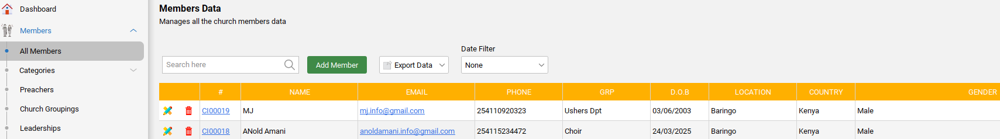 Dashboard
Members
All Members
Categories
Preachers
Church Groupings
Leaderships
Members Data
Manages all the church members data
Date Filter
Search here
Add Member
Export Data
None
# NAME EMAIL PHONE GRP D.O.B LOCATION COUNTRY GENDER
CI00019 MJ mj.info@gmail.com 254110920323 Ushers Dpt 03/06/2003 Baringo Kenya Male
CI00018 ANold Amani anoldamani.info@gmail.com 254115234472 Choir 24/03/2025 Baringo Kenya Male